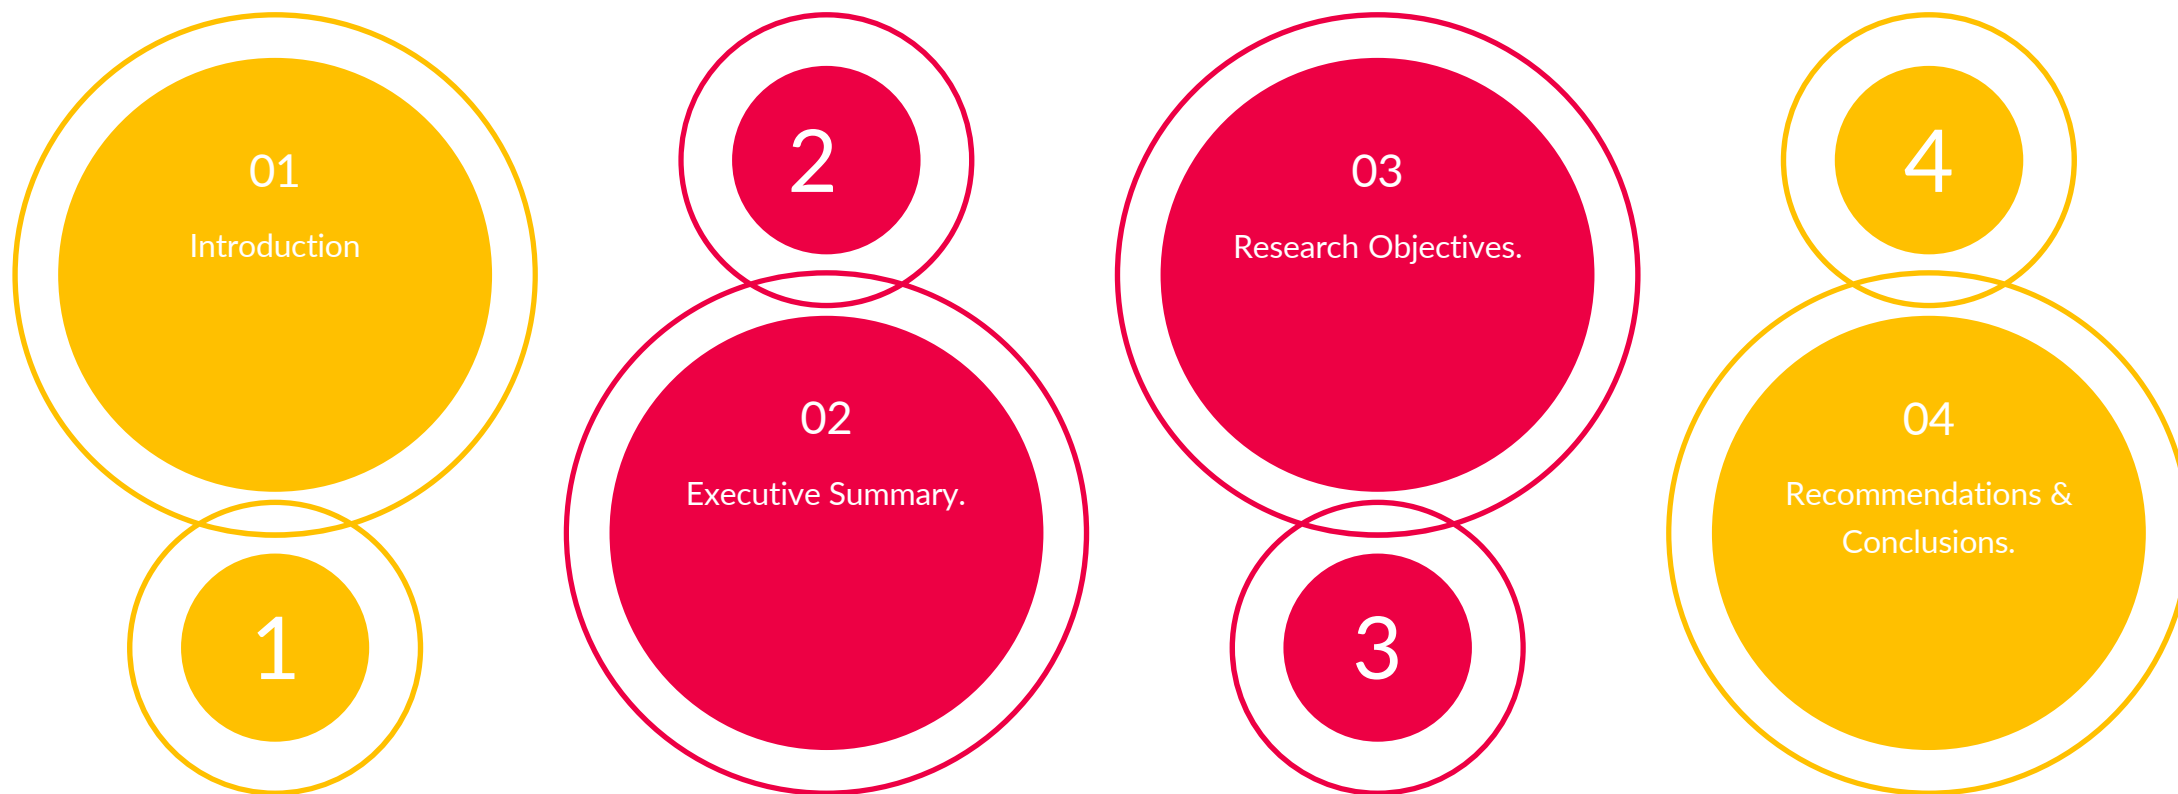 01
Introduction
1
2
02
Executive Summary.
03
Research Objectives.
3
4
04
Recommendations &
Conclusions.